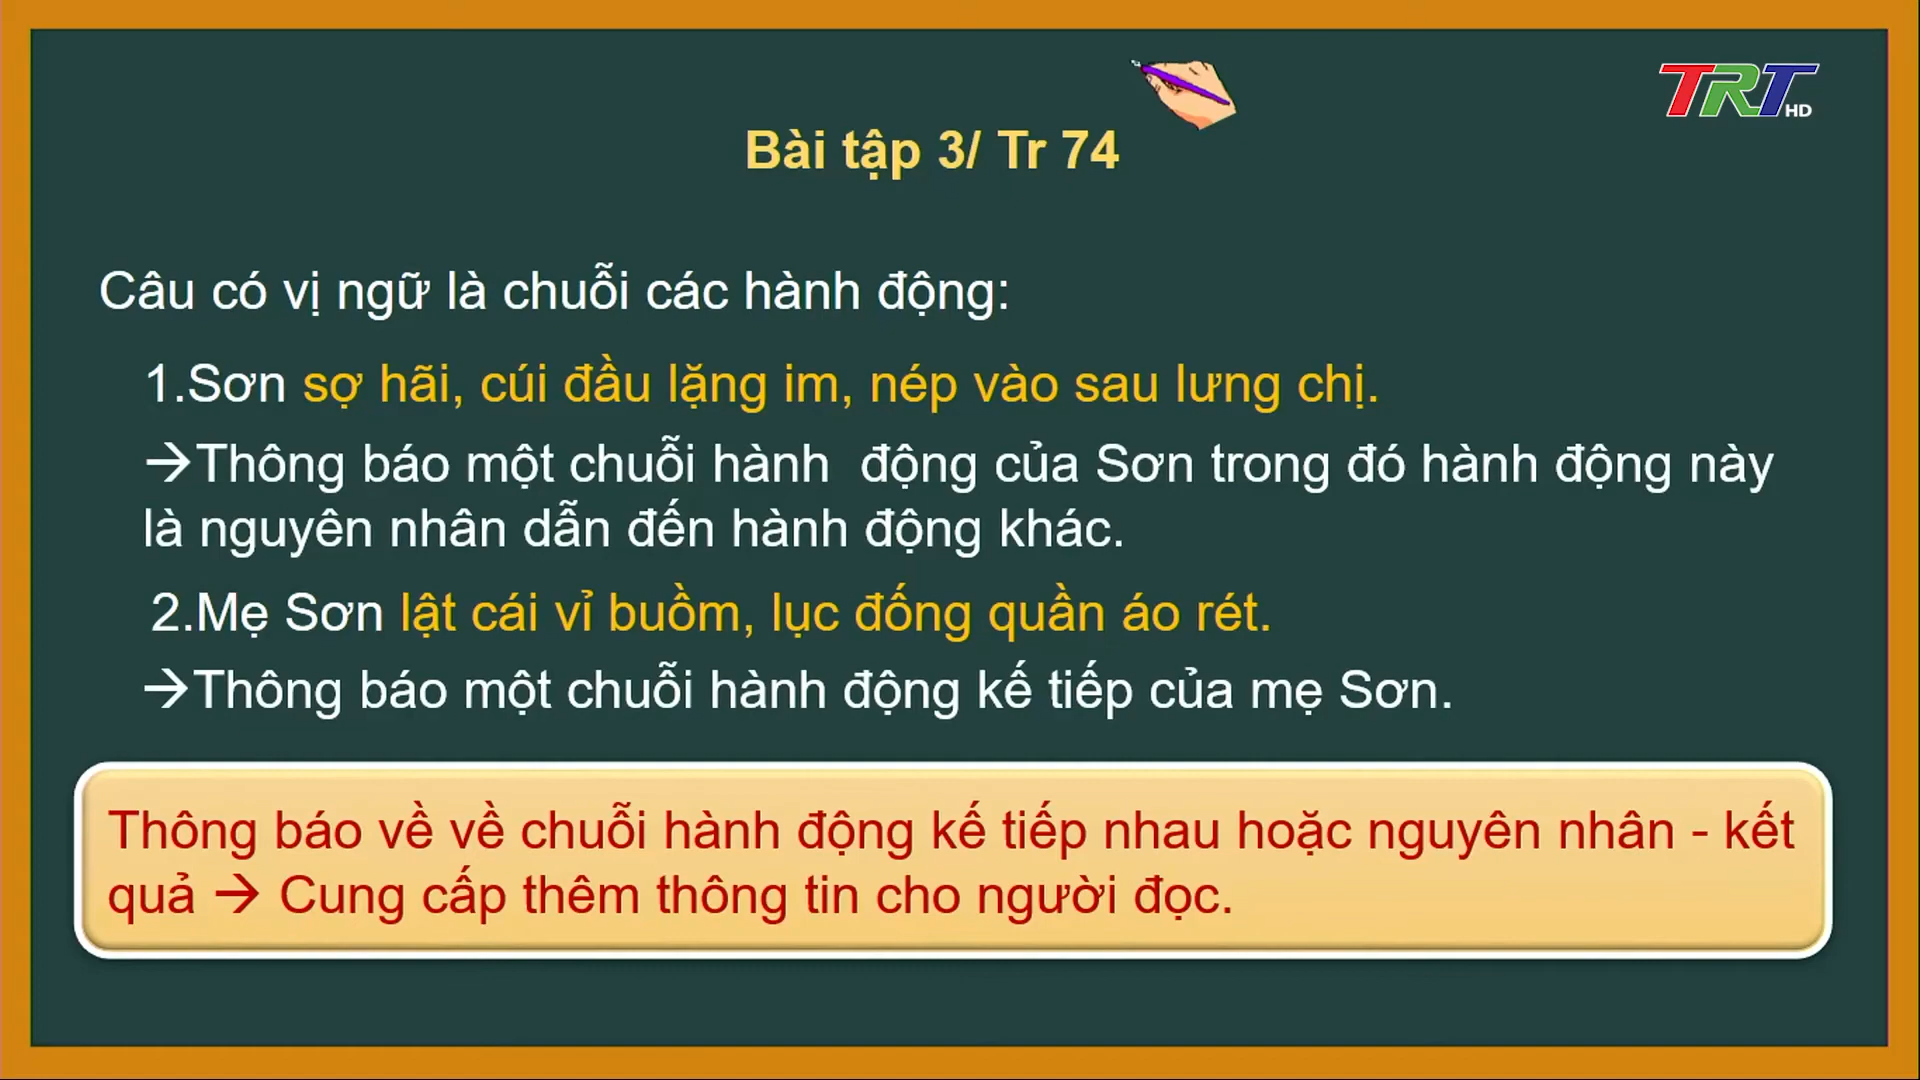 TRT HD
Bài tập 3/ Tr 74
Câu có vị ngữ là chuỗi các hành động:
1.Sơn sợ hãi, cúi đầu lặng im, nép vào sau lưng chị.
→Thông báo một chuỗi hành động của Sơn trong đó hành động này
là nguyên nhân dẫn đến hành động khác.
2.Mẹ Sơn lật cái vỉ buồm, lục đống quần áo rét.
→Thông báo một chuỗi hành động kế tiếp của mẹ Sơn.
Thông báo về về chuỗi hành động kế tiếp nhau hoặc nguyên nhân - kết
quả → Cung cấp thêm thông tin cho người đọc.